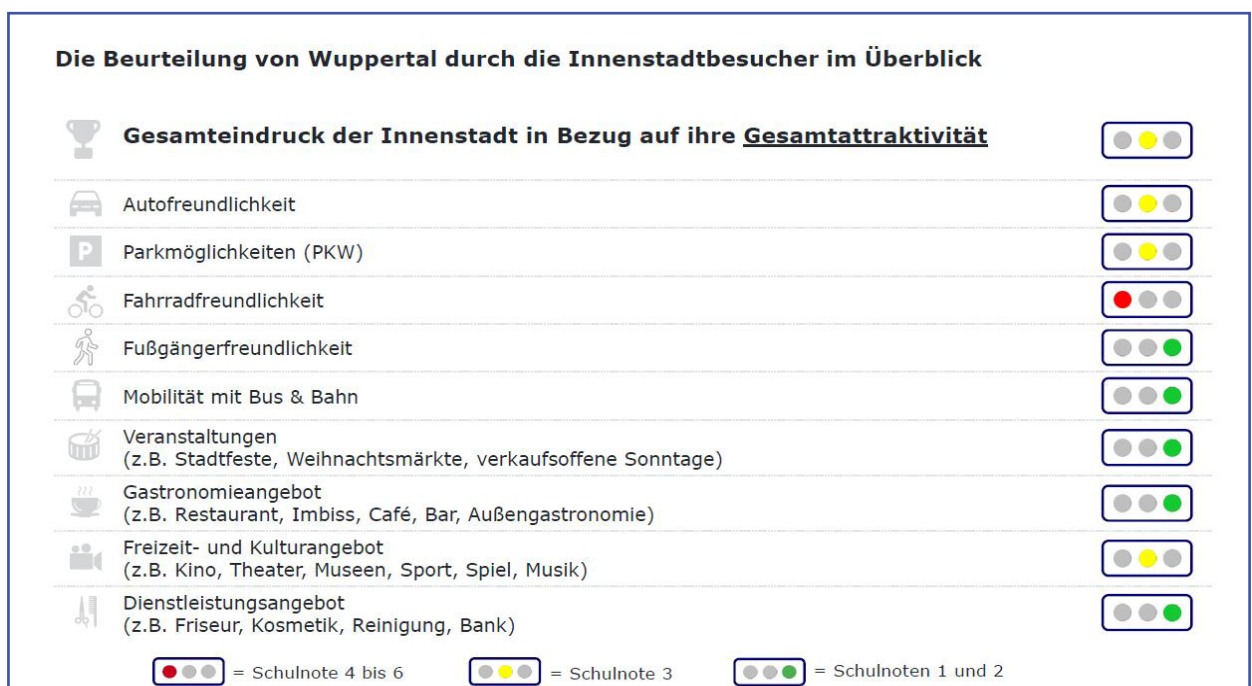 Die Beurteilung von Wuppertal durch die Innenstadtbesucher im Überblick
Gesamteindruck der Innenstadt in Bezug auf ihre Gesamtattraktivität
Autofreundlichkeit
P Parkmöglichkeiten (PKW)
Fahrradfreundlichkeit
Fußgängerfreundlichkeit
Mobilität mit Bus & Bahn
Veranstaltungen
(z.B. Stadtfeste, Weihnachtsmärkte, verkaufsoffene Sonntage)
Gastronomieangebot
(z.B. Restaurant, Imbiss, Café, Bar, Außengastronomie)
Freizeit- und Kulturangebot
(z.B. Kino, Theater, Museen, Sport, Spiel, Musik)
Dienstleistungsangebot
(z.B. Friseur, Kosmetik, Reinigung, Bank)
= Schulnote 4 bis 6 = Schulnote 3 = Schulnoten 1 und 2